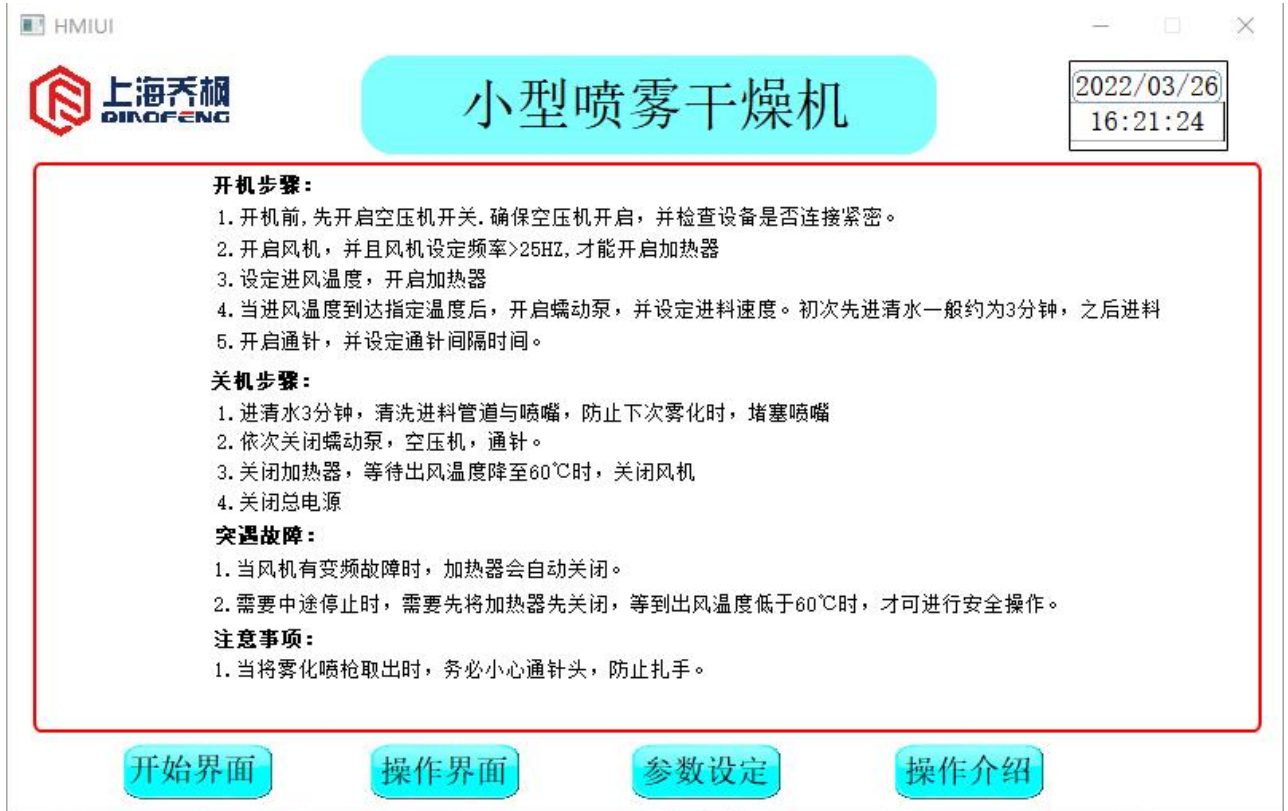 HMIUI
上海乔枫
QIAOFENG
小型喷雾干燥机
2022/03/26
16:21:24
开机步骤：
1.开机前,先开启空压机开关.确保空压机开启，并检查设备是否连接紧密。
2.开启风机，并且风机设定频率>25HZ,才能开启加热器
3.设定进风温度，开启加热器
4.当进风温度到达指定温度后，开启蠕动泵，并设定进料速度。初次先进清水一般约为3分钟，之后进料
5.开启通针，并设定通针间隔时间。
关机步骤：
1.进清水3分钟，清洗进料管道与喷嘴，防止下次雾化时，堵塞喷嘴
2.依次关闭蠕动泵，空压机，通针。
3.关闭加热器，等待出风温度降至60℃时，关闭风机
4.关闭总电源
突遇故障：
1.当风机有变频故障时，加热器会自动关闭。
2.需要中途停止时，需要先将加热器先关闭，等到出风温度低于60℃时，才可进行安全操作。
注意事项：
1.当将雾化喷枪取出时，务必小心通针头，防止扎手。
开始界面
操作界面
参数设定
操作介绍